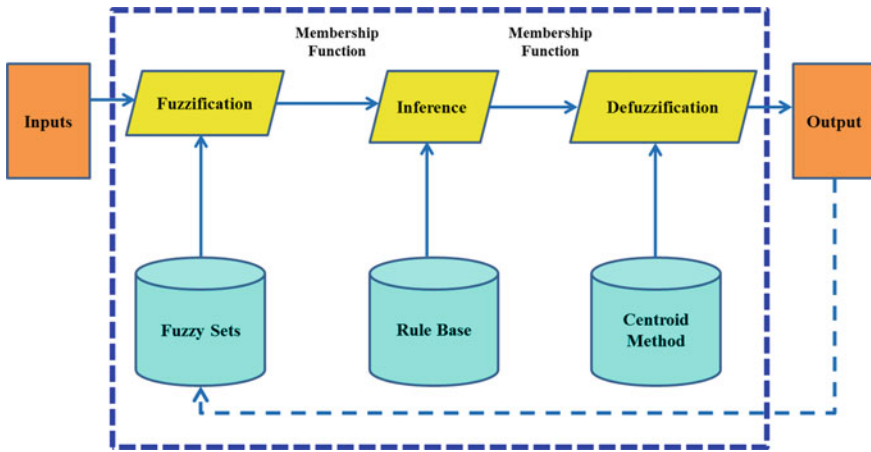 Membership
Function
Membership
Function
Inputs
Fuzzification
Inference
Defuzzification
Output
Fuzzy Sets
Rule Base
Centroid
Method